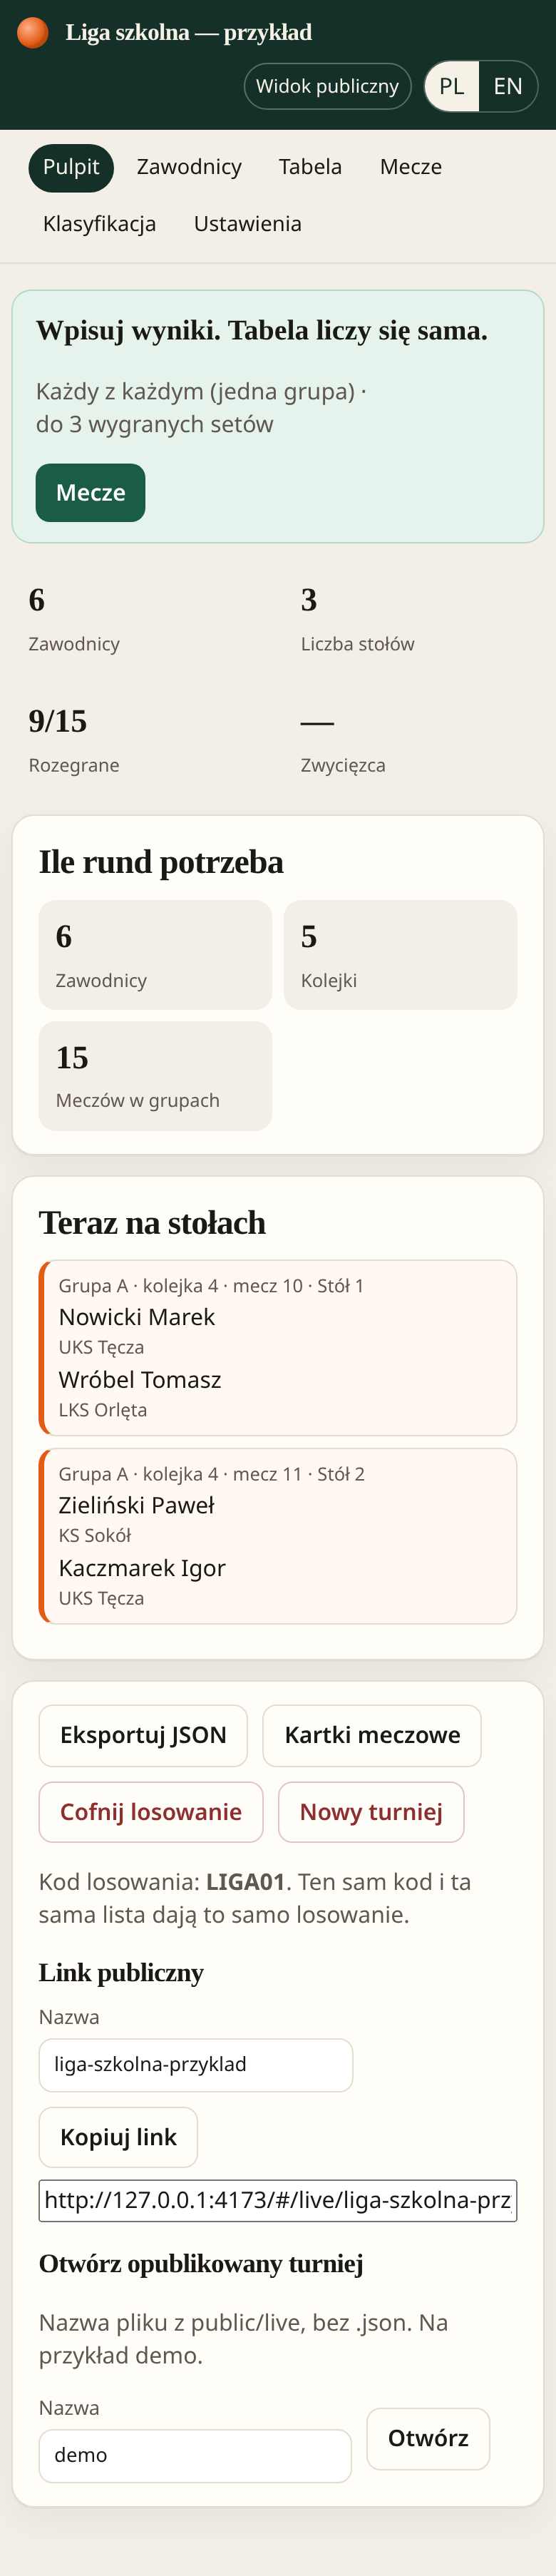 Liga szkolna — przykład
Widok publiczny
PL
EN
Pulpit
Zawodnicy
Tabela
Mecze
Klasyfikacja
Ustawienia
Wpisuj wyniki. Tabela liczy się sama.
Każdy z każdym (jedna grupa) ·
do 3 wygranych setów
Mecze
6
Zawodnicy
3
Liczba stołów
9/15
Rozegrane
—
Zwycięzca
Ile rund potrzeba
6
Zawodnicy
5
Kolejki
15
Meczów w grupach
Teraz na stołach
Grupa A · kolejka 4 · mecz 10 · Stół 1
Nowicki Marek
UKS Tęcza
Wróbel Tomasz
LKS Orlęta
Grupa A · kolejka 4 · mecz 11 · Stół 2
Zieliński Paweł
KS Sokół
Kaczmarek Igor
UKS Tęcza
Eksportuj JSON
Kartki meczowe
Cofnij losowanie
Nowy turniej
Kod losowania: LIGA01. Ten sam kod i ta
sama lista dają to samo losowanie.
Link publiczny
Nazwa
liga-szkolna-przyklad
Kopiuj link
http://127.0.0.1:4173/#/live/liga-szkolna-prz
Otwórz opublikowany turniej
Nazwa pliku z public/live, bez .json. Na
przykład demo.
Nazwa
demo
Otwórz